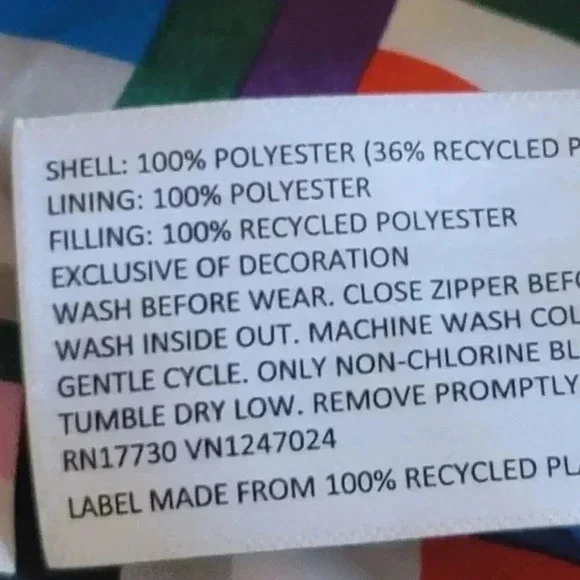 SHELL: 100% POLYESTER (36% RECYCLED P
LINING: 100% POLYESTER
FILLING: 100% RECYCLED POLYESTER
EXCLUSIVE OF DECORATION
WASH BEFORE WEAR. CLOSE ZIPPER BEFO
WASH INSIDE OUT. MACHINE WASH COL
GENTLE CYCLE. ONLY NON-CHLORINE BL
TUMBLE DRY LOW. REMOVE PROMPTLY
RN17730 VN1247024
LABEL MADE FROM 100% RECYCLED PLA